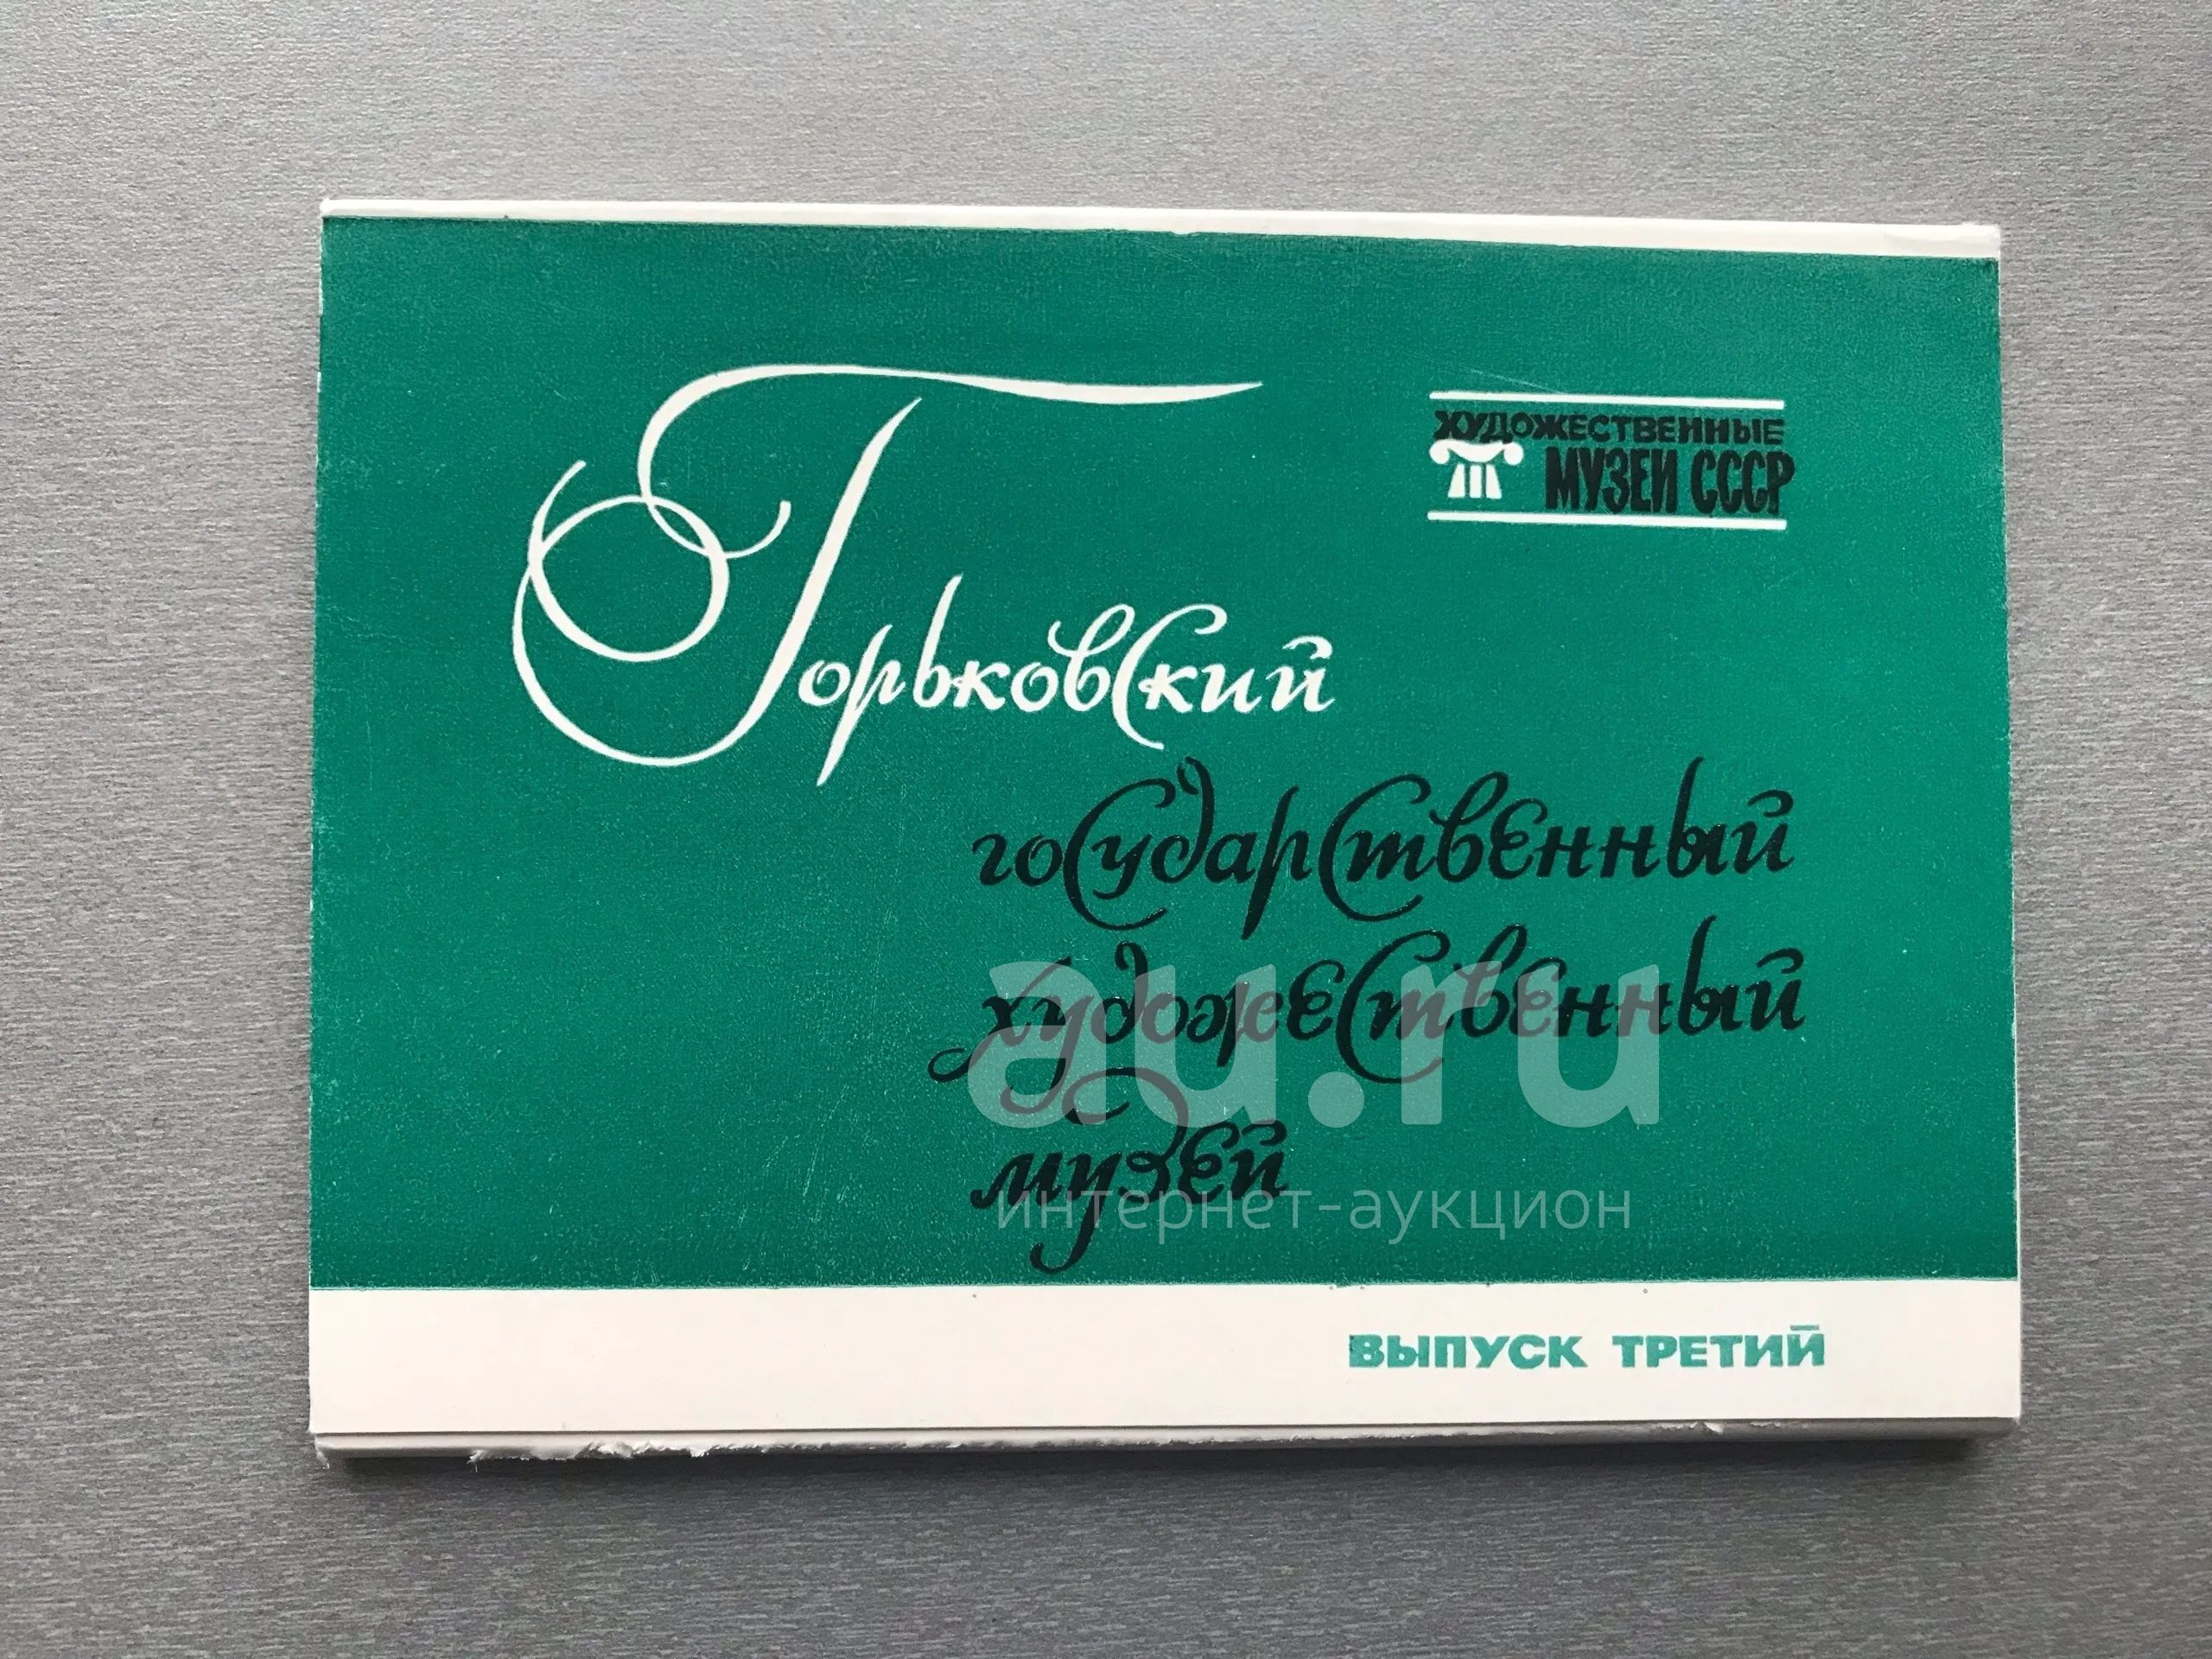 ХУДОЖЕСТВЕННЫЕ
МУЗЕИ СССР
Горьковский
государственный
художественный
музей
au.ru
интернет-аукцион
ВЫПУСК ТРЕТИЙ